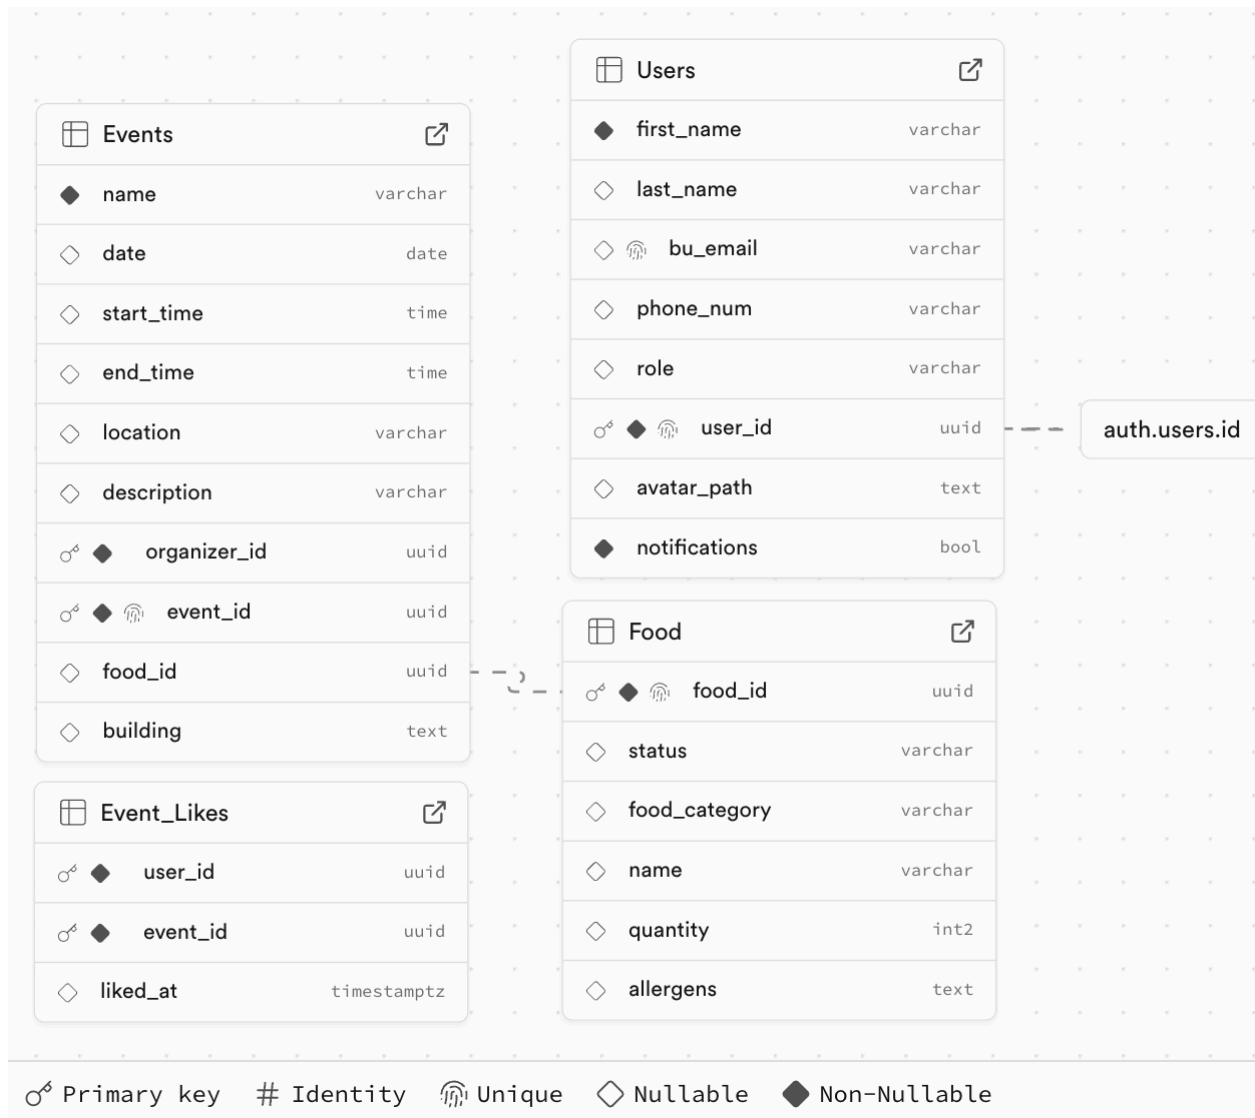 Events
name varchar
date date
start_time time
end_time time
location varchar
description varchar
organizer_id uuid
event_id uuid
food_id uuid
building text
Event_Likes
user_id uuid
event_id uuid
liked_at timestamptz
Users
first_name varchar
last_name varchar
bu_email varchar
phone_num varchar
role varchar
user_id uuid
avatar_path text
notifications bool
auth.users.id
Food
food_id uuid
status varchar
food_category varchar
name varchar
quantity int2
allergens text
Primary key # Identity Unique Nullable Non-Nullable